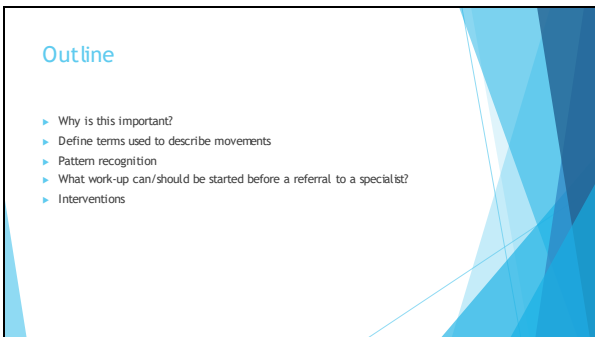 Outline
Why is this important?
Define terms used to describe movements
Pattern recognition
What work-up can/should be started before a referral to a specialist?
Interventions